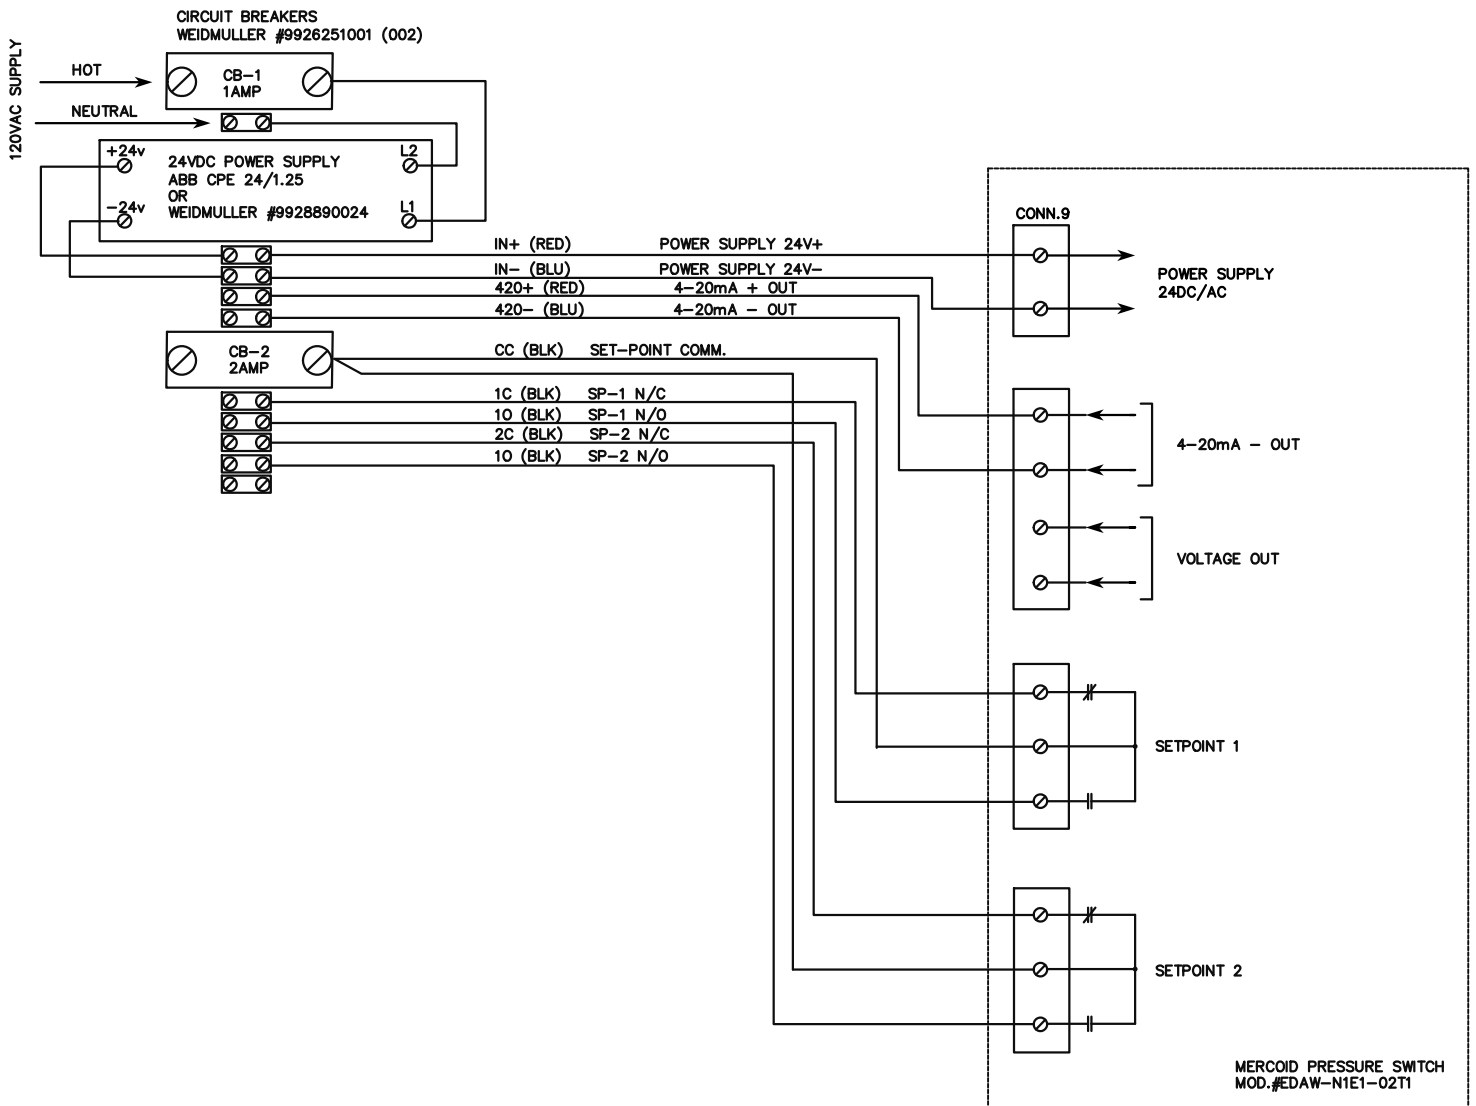 CIRCUIT BREAKERS
WEIDMULLER #9926251001 (002)
120VAC SUPPLY
HOT
CB-1
1AMP
NEUTRAL
+24v
L2
24VDC POWER SUPPLY
ABB CPE 24/1.25
OR
WEIDMULLER #9928890024
-24v
L1
CONN.9
IN+ (RED) POWER SUPPLY 24V+
IN- (BLU) POWER SUPPLY 24V-
420+ (RED) 4-20mA + OUT
420- (BLU) 4-20mA - OUT
POWER SUPPLY
24DC/AC
CB-2
2AMP
CC (BLK) SET-POINT COMM.
1C (BLK) SP-1 N/C
1O (BLK) SP-1 N/O
2C (BLK) SP-2 N/C
1O (BLK) SP-2 N/O
4-20mA - OUT
VOLTAGE OUT
SETPOINT 1
SETPOINT 2
MERCOID PRESSURE SWITCH
MOD.#EDAW-N1E1-02T1